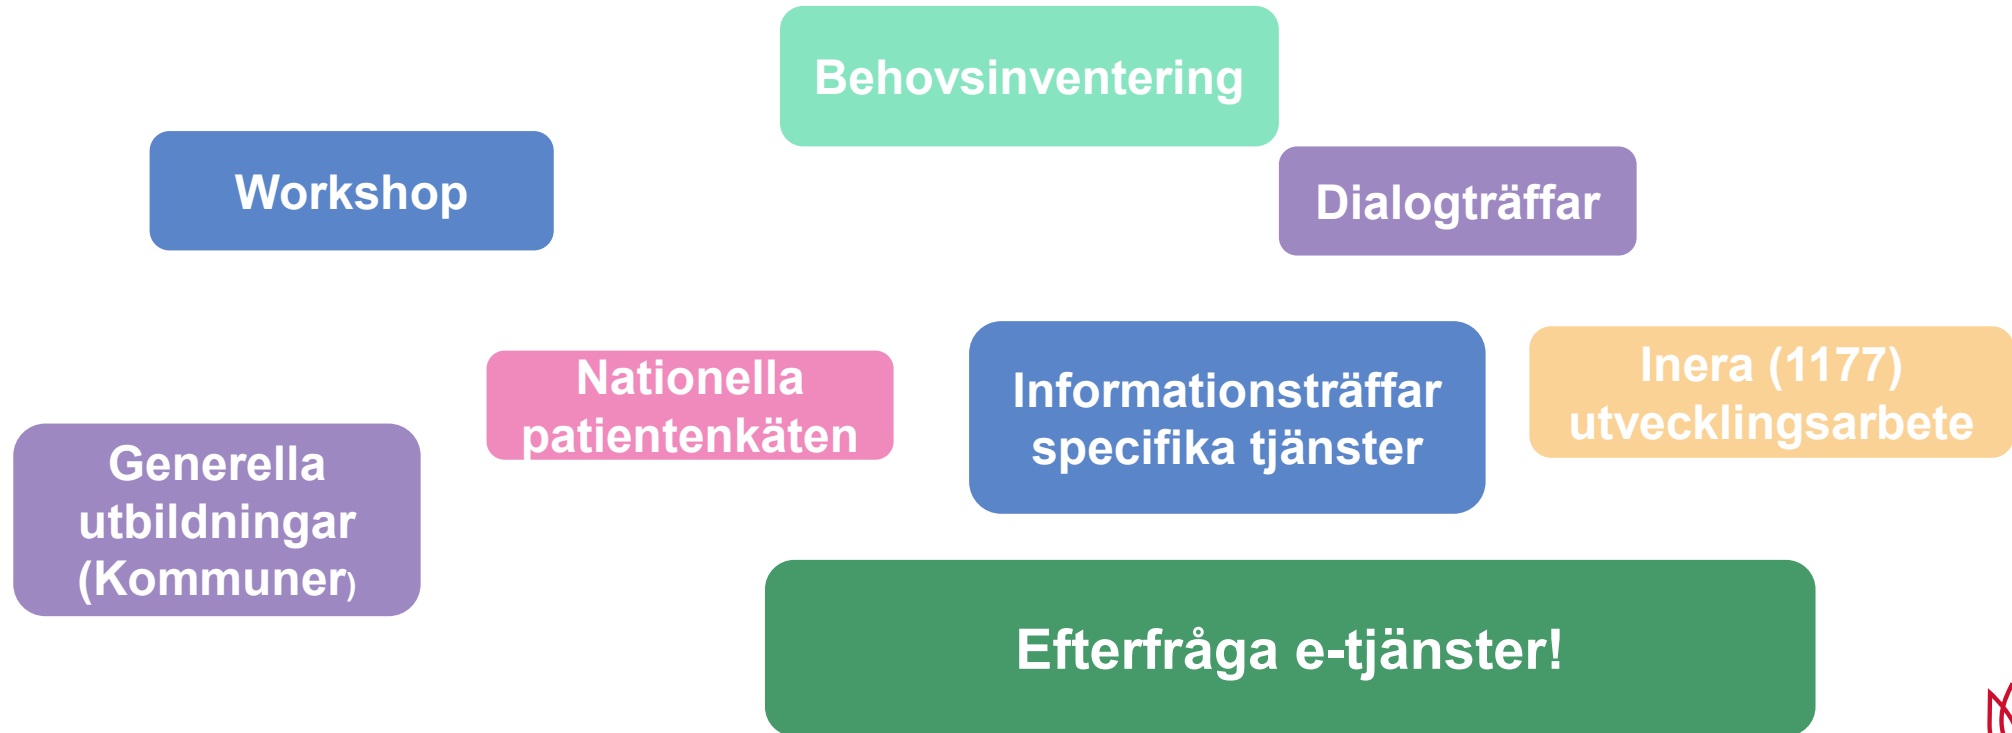 Behovsinventering
Workshop
Dialogträffar
Nationella
patientenkäten
Informationsträffar
specifika tjänster
Inera (1177)
utvecklingsarbete
Generella
utbildningar
(Kommuner)
Efterfråga e-tjänster!